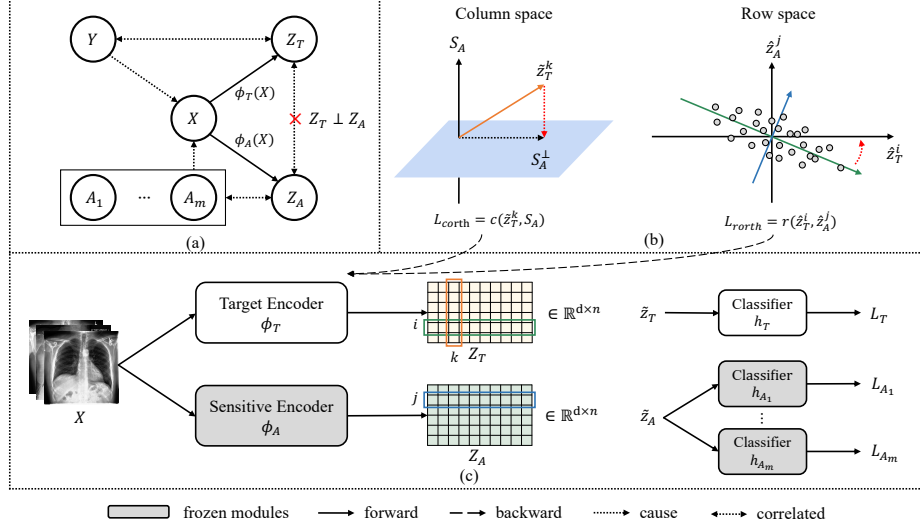 Y
Z_T
ϕ_T(X)
X
Z_T ⊥ Z_A
ϕ_A(X)
A_1 ... A_m
Z_A
(a)
Column space
S_A
z̃_T^k
S_A^⊥
L_corth = c(z̃_T^k, S_A)
Row space
ẑ_A^j
ẑ_T^i
L_rorth = r(ẑ_T^i, ẑ_A^j)
(b)
Target Encoder
ϕ_T
i
k
Z_T
∈ ℝ^{d×n}
X
Sensitive Encoder
ϕ_A
j
Z_A
∈ ℝ^{d×n}
z̃_T
Classifier
h_T
L_T
z̃_A
Classifier
h_{A_1}
L_{A_1}
⋮
Classifier
h_{A_m}
L_{A_m}
(c)
frozen modules forward backward cause correlated